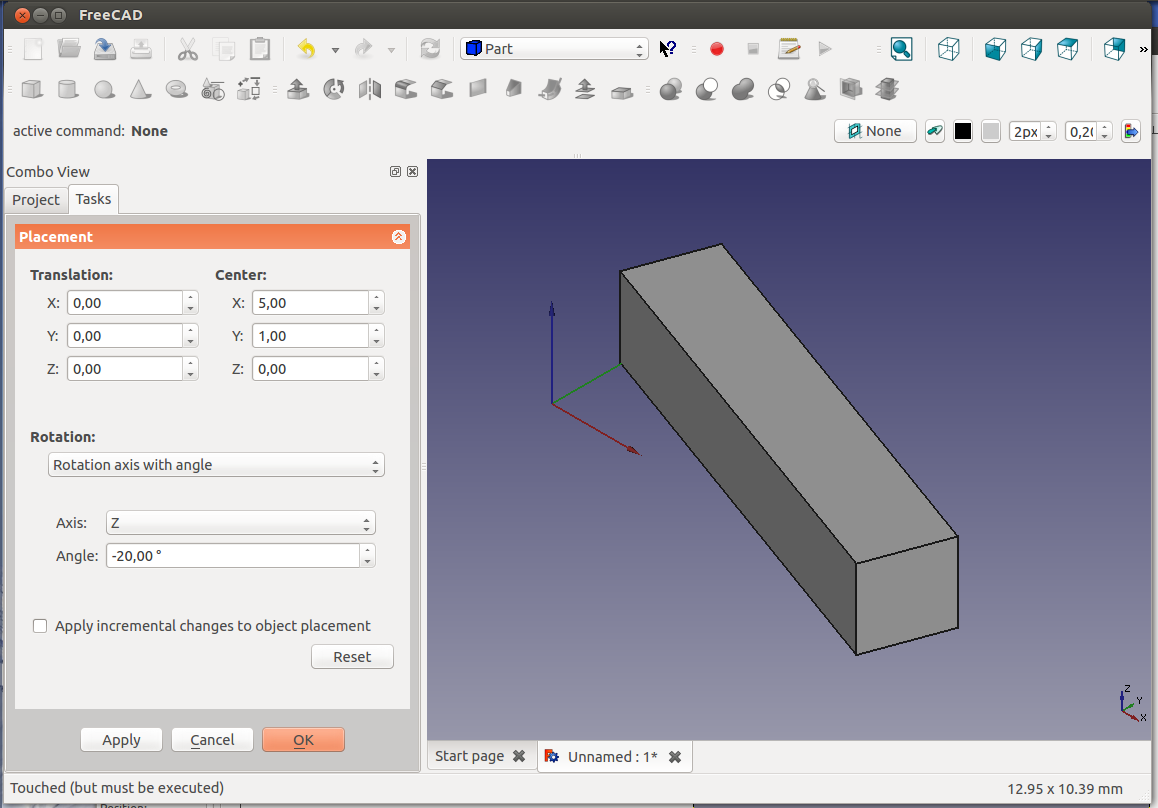 FreeCAD
Part
active command: None
None
2px
0,2(
Combo View
Project
Tasks
Placement
Translation:
Center:
X: 0,00
X: 5,00
Y: 0,00
Y: 1,00
Z: 0,00
Z: 0,00
Rotation:
Rotation axis with angle
Axis: Z
Angle: -20,00 °
Apply incremental changes to object placement
Reset
Apply
Cancel
OK
Z
Y
X
Start page
Unnamed : 1*
Touched (but must be executed)
12.95 x 10.39 mm